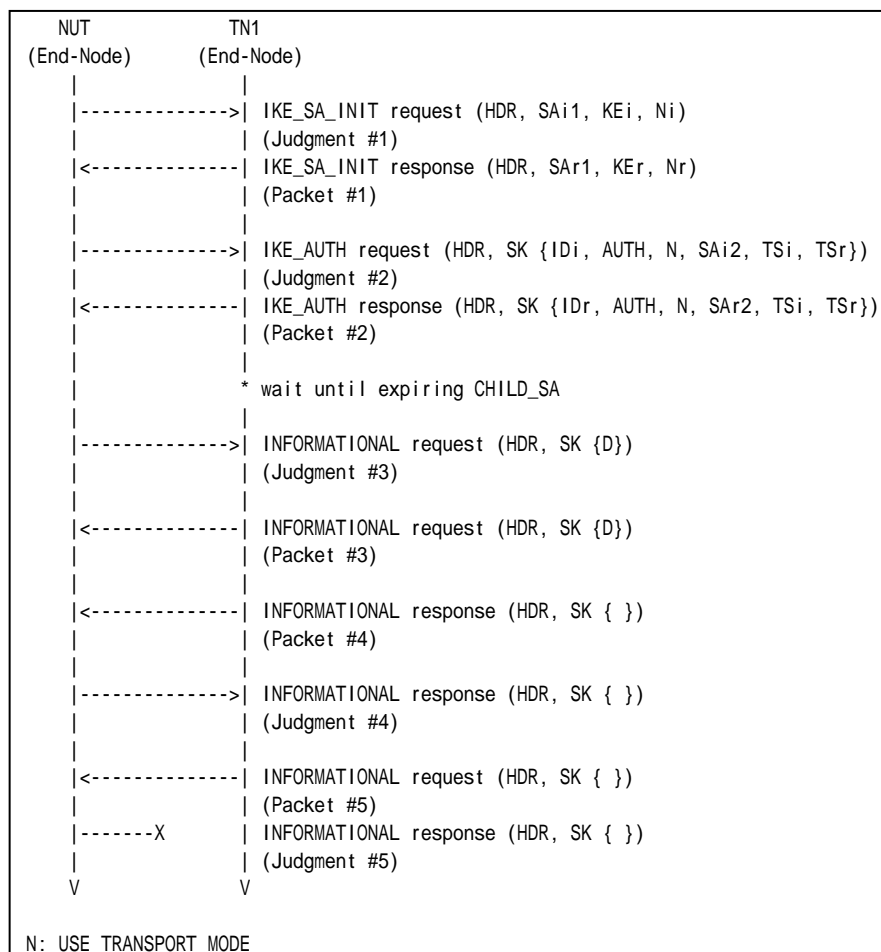 NUT                 TN1
(End-Node)        (End-Node)
|                   |
|-------------->| IKE_SA_INIT request (HDR, SAi1, KEi, Ni)
|                   | (Judgment #1)
|<--------------| IKE_SA_INIT response (HDR, SAr1, KEr, Nr)
|                   | (Packet #1)
|                   |
|-------------->| IKE_AUTH request (HDR, SK {IDi, AUTH, N, SAi2, TSi, TSr})
|                   | (Judgment #2)
|<--------------| IKE_AUTH response (HDR, SK {IDr, AUTH, N, SAr2, TSi, TSr})
|                   | (Packet #2)
|                   |
|                   * wait until expiring CHILD_SA
|                   |
|-------------->| INFORMATIONAL request (HDR, SK {D})
|                   | (Judgment #3)
|                   |
|<--------------| INFORMATIONAL request (HDR, SK {D})
|                   | (Packet #3)
|                   |
|<--------------| INFORMATIONAL response (HDR, SK { })
|                   | (Packet #4)
|                   |
|-------------->| INFORMATIONAL response (HDR, SK { })
|                   | (Judgment #4)
|                   |
|<--------------| INFORMATIONAL request (HDR, SK { })
|                   | (Packet #5)
|-------X         | INFORMATIONAL response (HDR, SK { })
|                   | (Judgment #5)
V                   V
N: USE TRANSPORT MODE